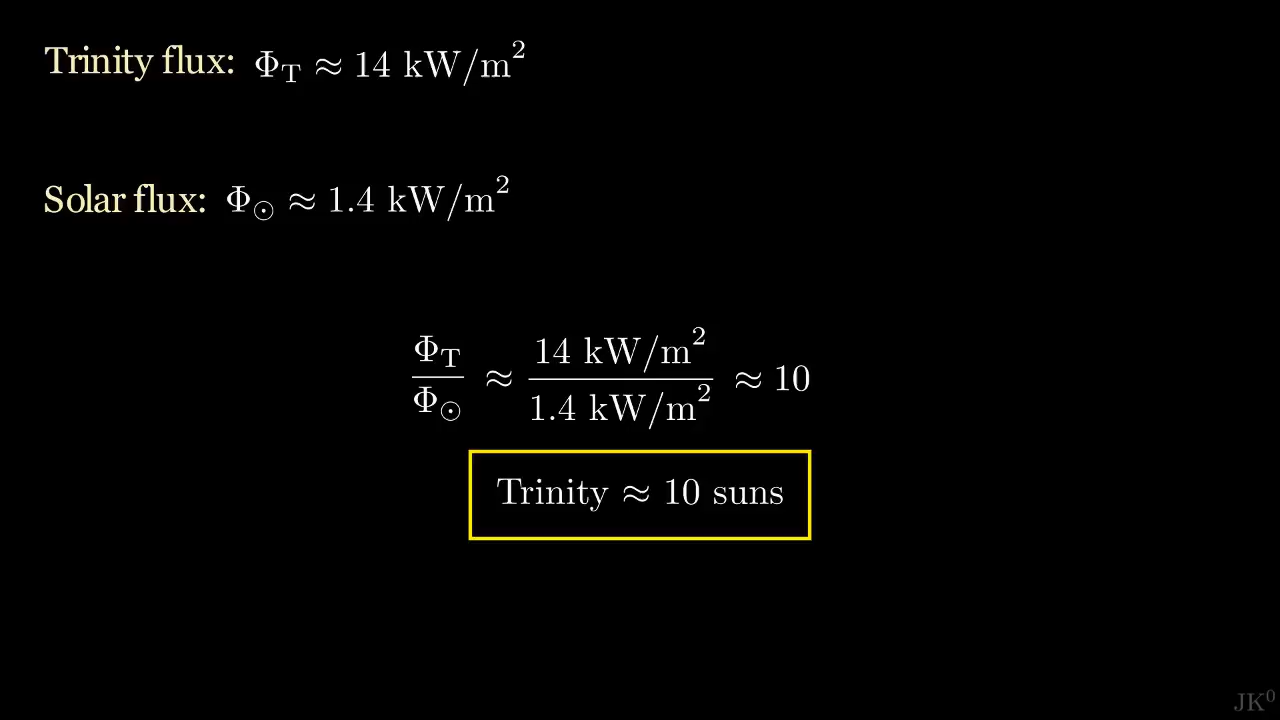 Trinity flux: Φ_T ≈ 14 kW/m²
Solar flux: Φ_⊙ ≈ 1.4 kW/m²
Φ_T/Φ_⊙ ≈ 14 kW/m²/1.4 kW/m² ≈ 10
Trinity ≈ 10 suns
JK⁰